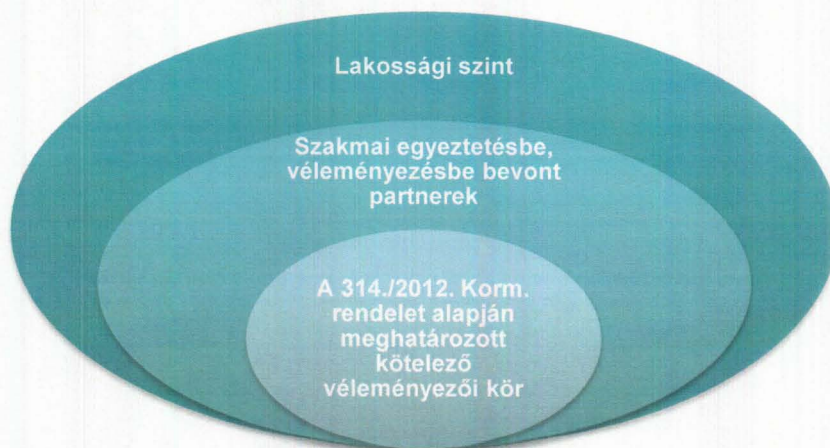 Lakossági szint
Szakmai egyeztetésbe,
véleményezésbe bevont
partnerek
A 314./2012. Korm.
rendelet alapján
meghatározott
kötelező
véleményezői kör